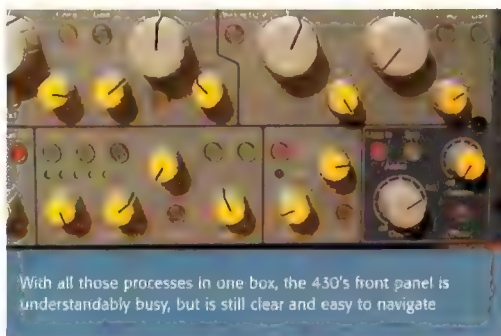 With all those processes in one box, the 430's front panel is
understandably busy, but is still clear and easy to navigate